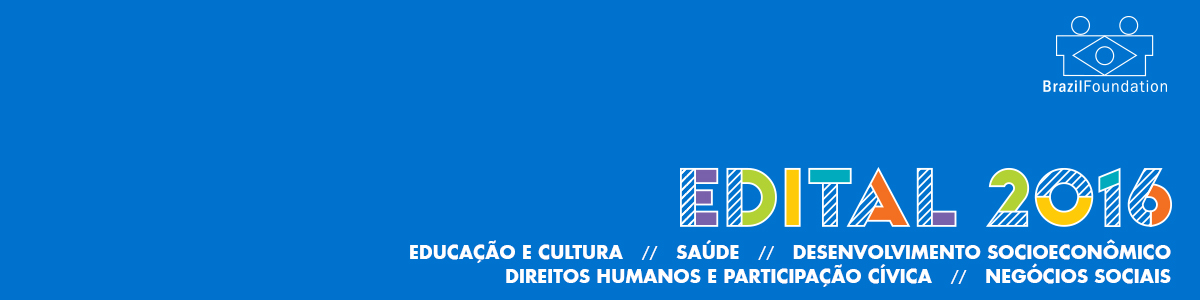 BrazilFoundation
EDITAL 2016
EDUCAÇÃO E CULTURA // SAÚDE // DESENVOLVIMENTO SOCIOECONÔMICO
DIREITOS HUMANOS E PARTICIPAÇÃO CÍVICA // NEGÓCIOS SOCIAIS